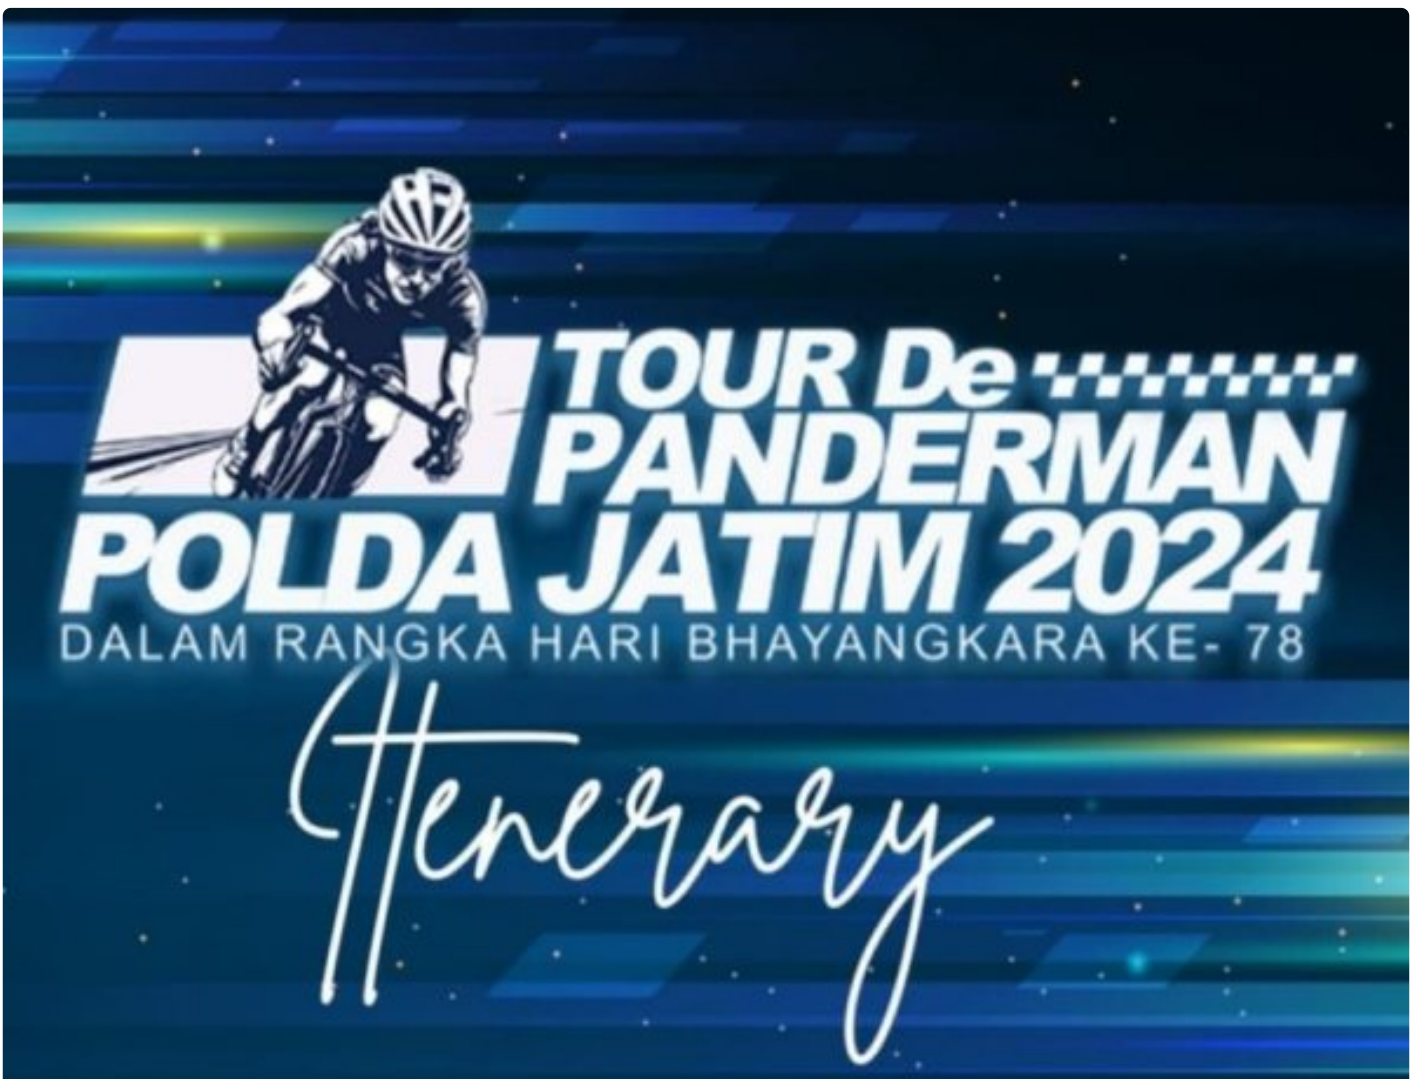 TOUR De
PANDERMAN
POLDA JATIM 2024
DALAM RANGKA HARI BHAYANGKARA KE- 78
Itenerary